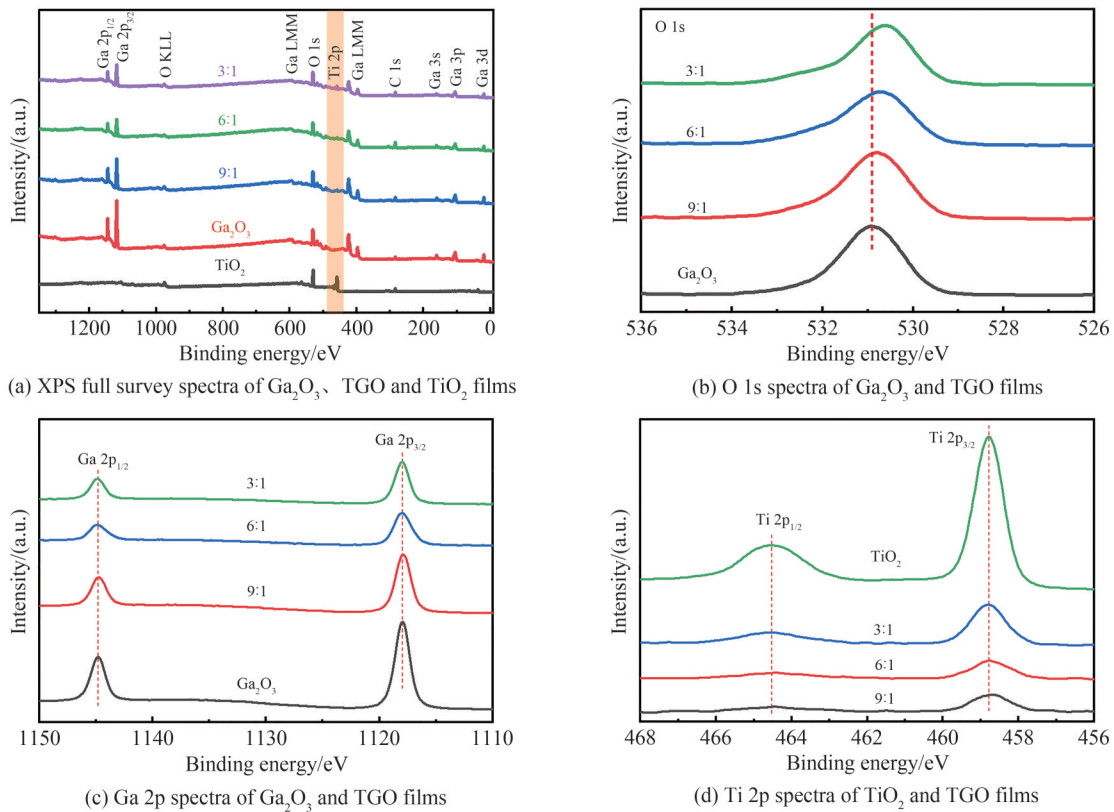 Ga 2p₁/₂
Ga 2p₃/₂
O KLL
Ga LMM
O 1s
Ti 2p
Ga LMM
C 1s
Ga 3s
Ga 3p
Ga 3d
3:1
6:1
9:1
Ga₂O₃
TiO₂
Intensity/(a.u.)
1200 1000 800 600 400 200 0
Binding energy/eV
(a) XPS full survey spectra of Ga₂O₃、TGO and TiO₂ films
O 1s
3:1
6:1
9:1
Ga₂O₃
Intensity/(a.u.)
536 534 532 530 528 526
Binding energy/eV
(b) O 1s spectra of Ga₂O₃ and TGO films
Ga 2p₁/₂
Ga 2p₃/₂
3:1
6:1
9:1
Ga₂O₃
Intensity/(a.u.)
1150 1140 1130 1120 1110
Binding energy/eV
(c) Ga 2p spectra of Ga₂O₃ and TGO films
Ti 2p₃/₂
Ti 2p₁/₂
TiO₂
3:1
6:1
9:1
Intensity/(a.u.)
468 466 464 462 460 458 456
Binding energy/eV
(d) Ti 2p spectra of TiO₂ and TGO films